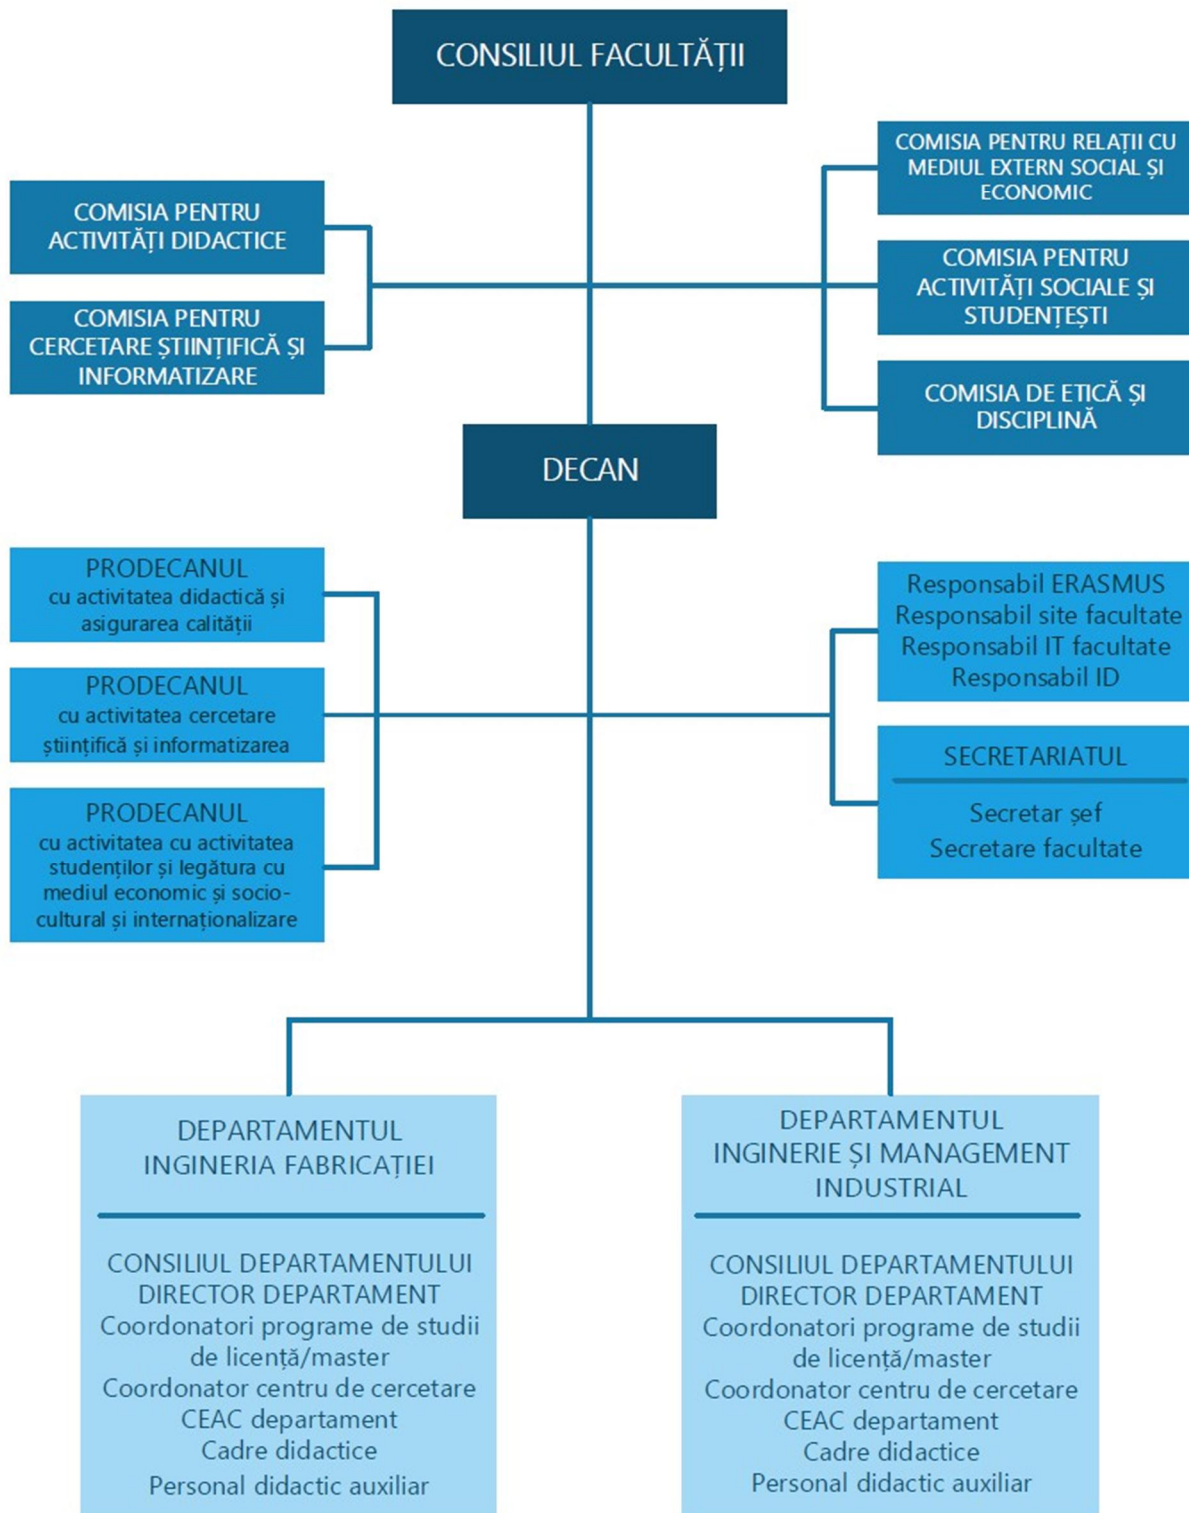 CONSILIUL FACULTĂȚII
COMISIA PENTRU
ACTIVITĂȚI DIDACTICE
COMISIA PENTRU
CERCETARE ȘTIINȚIFICĂ ȘI
INFORMATIZARE
COMISIA PENTRU RELAȚII CU
MEDIUL EXTERN SOCIAL ȘI
ECONOMIC
COMISIA PENTRU
ACTIVITĂȚI SOCIALE ȘI
STUDENȚEȘTI
COMISIA DE ETICĂ ȘI
DISCIPLINĂ
DECAN
PRODECANUL
cu activitatea didactică și
asigurarea calității
PRODECANUL
cu activitatea cercetare
științifică și informatizarea
PRODECANUL
cu activitatea cu activitatea
studenților și legătura cu
mediul economic și socio-
cultural și internaționalizare
Responsabil ERASMUS
Responsabil site facultate
Responsabil IT facultate
Responsabil ID
SECRETARIATUL
Secretar șef
Secretare facultate
DEPARTAMENTUL
INGINERIA FABRICAȚIEI
CONSILIUL DEPARTAMENTULUI
DIRECTOR DEPARTAMENT
Coordonatori programe de studii
de licență/master
Coordonator centru de cercetare
CEAC departament
Cadre didactice
Personal didactic auxiliar
DEPARTAMENTUL
INGINERIE ȘI MANAGEMENT
INDUSTRIAL
CONSILIUL DEPARTAMENTULUI
DIRECTOR DEPARTAMENT
Coordonatori programe de studii
de licență/master
Coordonator centru de cercetare
CEAC departament
Cadre didactice
Personal didactic auxiliar